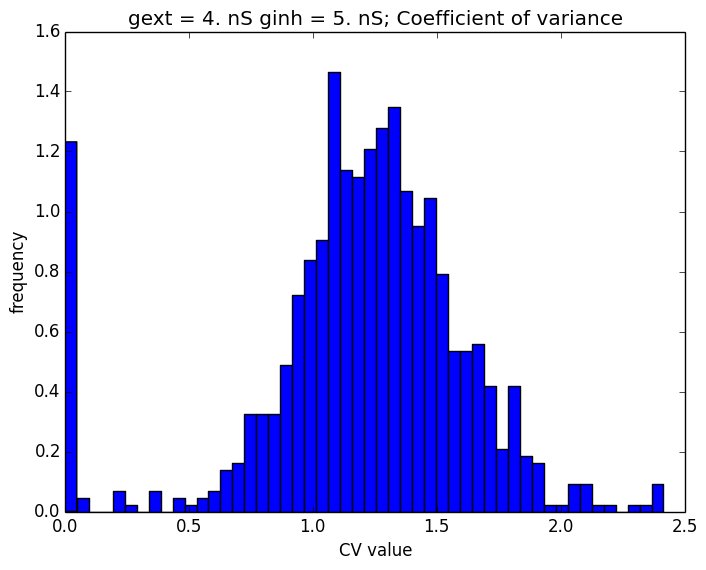 gext = 4. nS ginh = 5. nS; Coefficient of variance
1.6
1.4
1.2
1.0
0.8
0.6
0.4
0.2
0.0
frequency
0.0 0.5 1.0 1.5 2.0 2.5
CV value